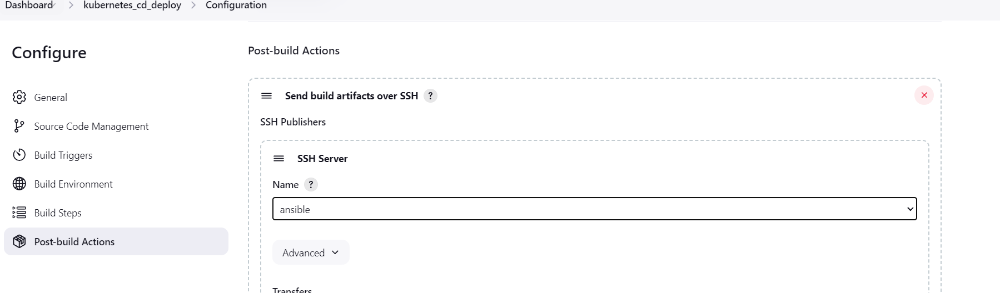 Dashboard > kubernetes_cd_deploy > Configuration
Configure
General
Source Code Management
Build Triggers
Build Environment
Build Steps
Post-build Actions
Post-build Actions
Send build artifacts over SSH ?
SSH Publishers
SSH Server
Name ?
ansible
Advanced
Transfers